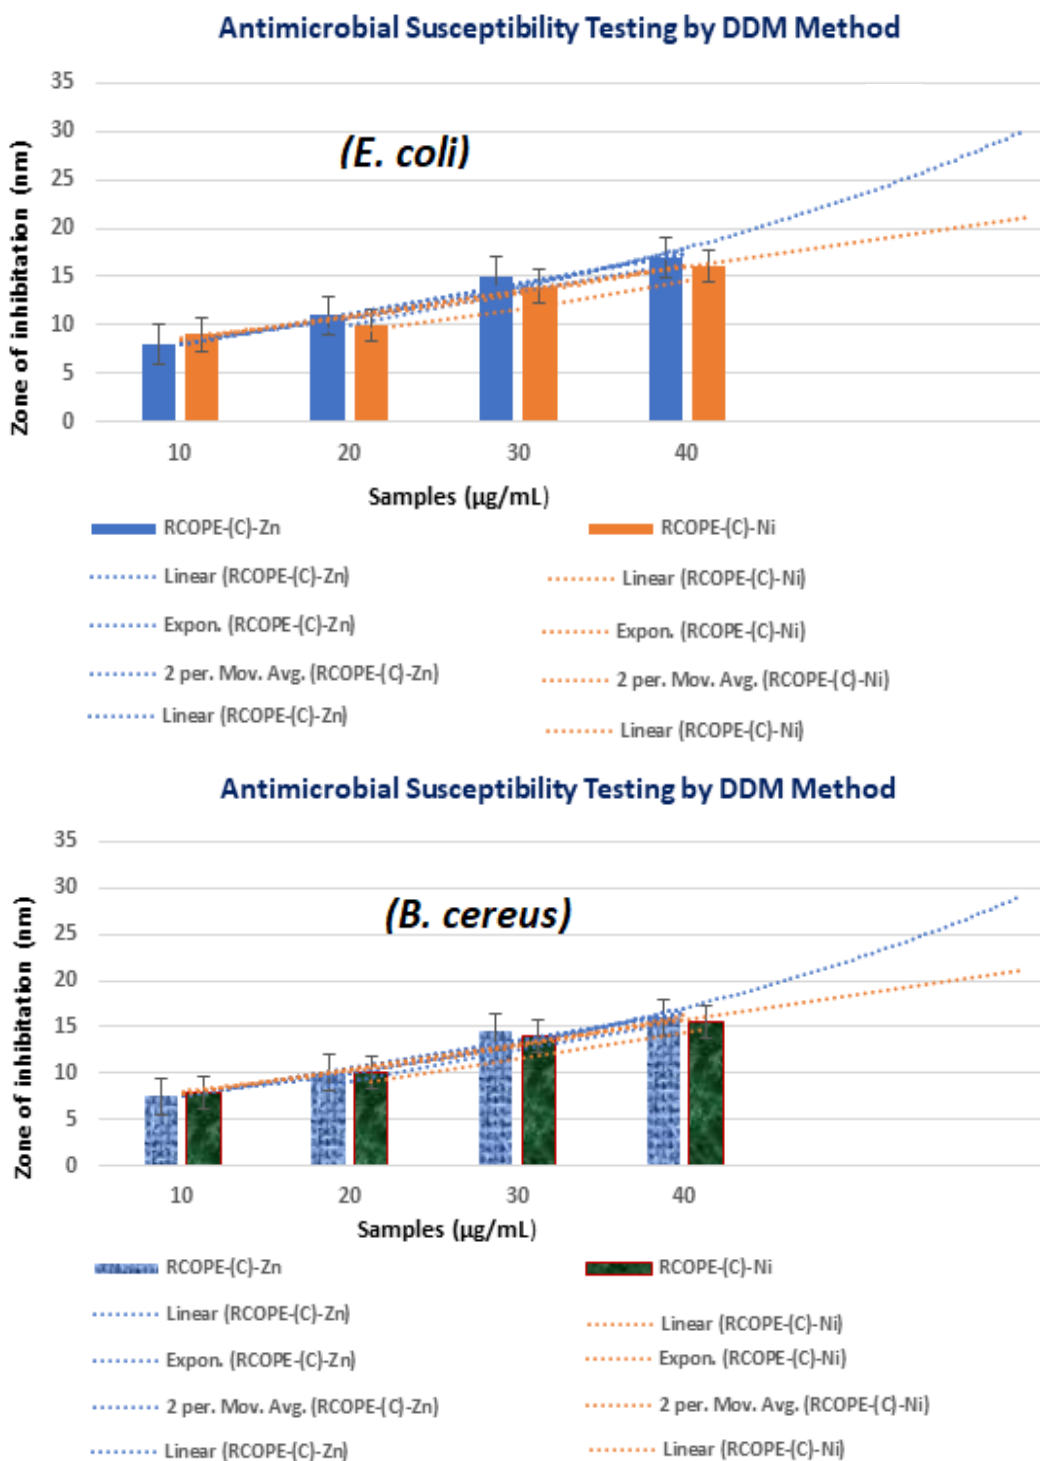 Antimicrobial Susceptibility Testing by DDM Method
35
30
25
20
15
10
5
0
Zone of inhibitation (nm)
(E. coli)
10 20 30 40
Samples (µg/mL)
RCOPE-(C)-Zn RCOPE-(C)-Ni
Linear (RCOPE-(C)-Zn) Linear (RCOPE-(C)-Ni)
Expon. (RCOPE-(C)-Zn) Expon. (RCOPE-(C)-Ni)
2 per. Mov. Avg. (RCOPE-(C)-Zn) 2 per. Mov. Avg. (RCOPE-(C)-Ni)
Linear (RCOPE-(C)-Zn) Linear (RCOPE-(C)-Ni)
Antimicrobial Susceptibility Testing by DDM Method
35
30
25
20
15
10
5
0
Zone of inhibitation (nm)
(B. cereus)
10 20 30 40
Samples (µg/mL)
RCOPE-(C)-Zn RCOPE-(C)-Ni
Linear (RCOPE-(C)-Zn) Linear (RCOPE-(C)-Ni)
Expon. (RCOPE-(C)-Zn) Expon. (RCOPE-(C)-Ni)
2 per. Mov. Avg. (RCOPE-(C)-Zn) 2 per. Mov. Avg. (RCOPE-(C)-Ni)
Linear (RCOPE-(C)-Zn) Linear (RCOPE-(C)-Ni)